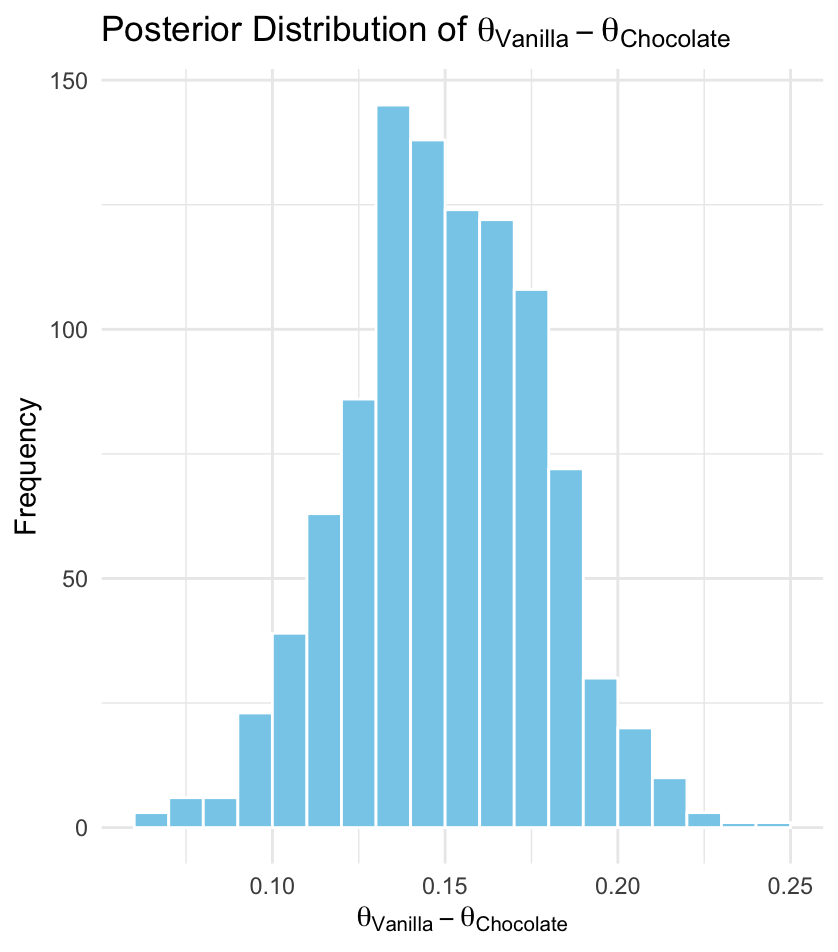 Posterior Distribution of θVanilla – θChocolate
150
100
50
0
Frequency
0.10 0.15 0.20 0.25
θVanilla – θChocolate